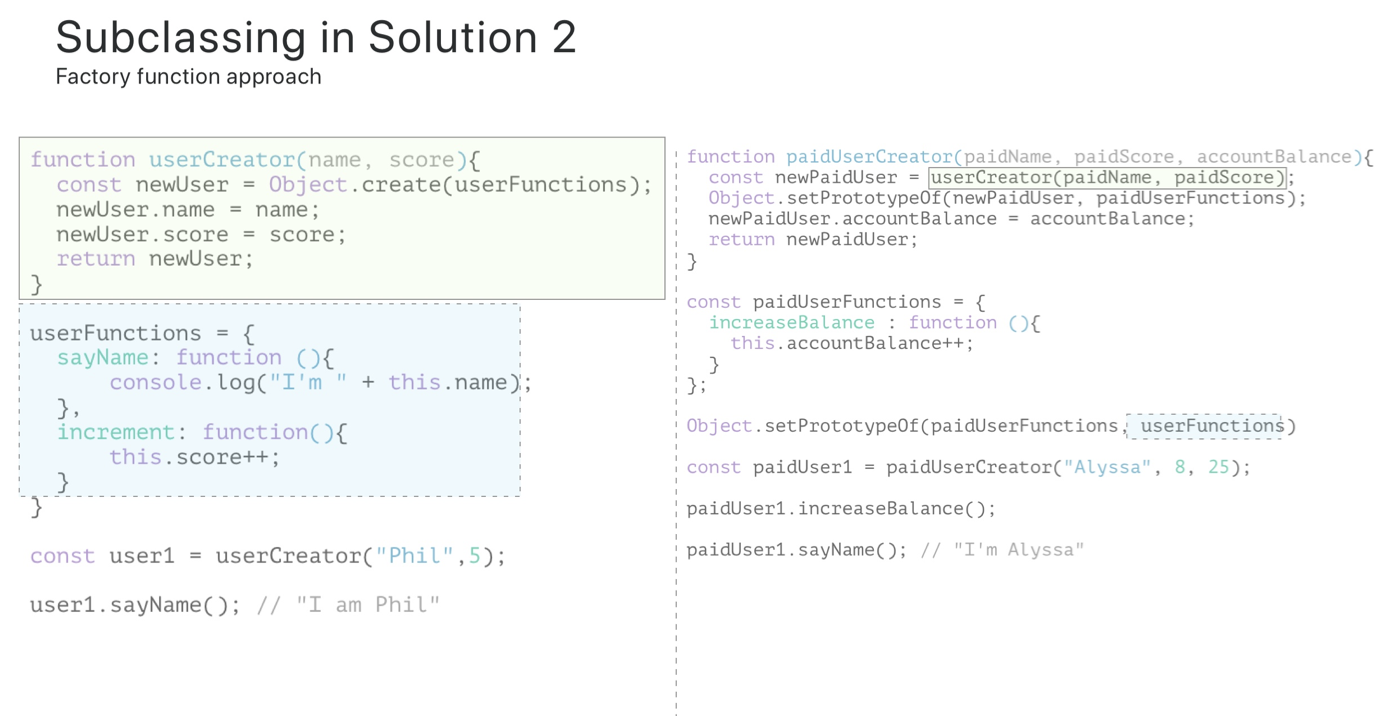 Subclassing in Solution 2
Factory function approach
function userCreator(name, score){
const newUser = Object.create(userFunctions);
newUser.name = name;
newUser.score = score;
return newUser;
}
userFunctions = {
sayName: function (){
console.log("I'm " + this.name);
},
increment: function(){
this.score++;
}
}
const user1 = userCreator("Phil",5);
user1.sayName(); // "I am Phil"
function paidUserCreator(paidName, paidScore, accountBalance){
const newPaidUser = userCreator(paidName, paidScore);
Object.setPrototypeOf(newPaidUser, paidUserFunctions);
newPaidUser.accountBalance = accountBalance;
return newPaidUser;
}
const paidUserFunctions = {
increaseBalance : function (){
this.accountBalance++;
}
};
Object.setPrototypeOf(paidUserFunctions, userFunctions)
const paidUser1 = paidUserCreator("Alyssa", 8, 25);
paidUser1.increaseBalance();
paidUser1.sayName(); // "I'm Alyssa"